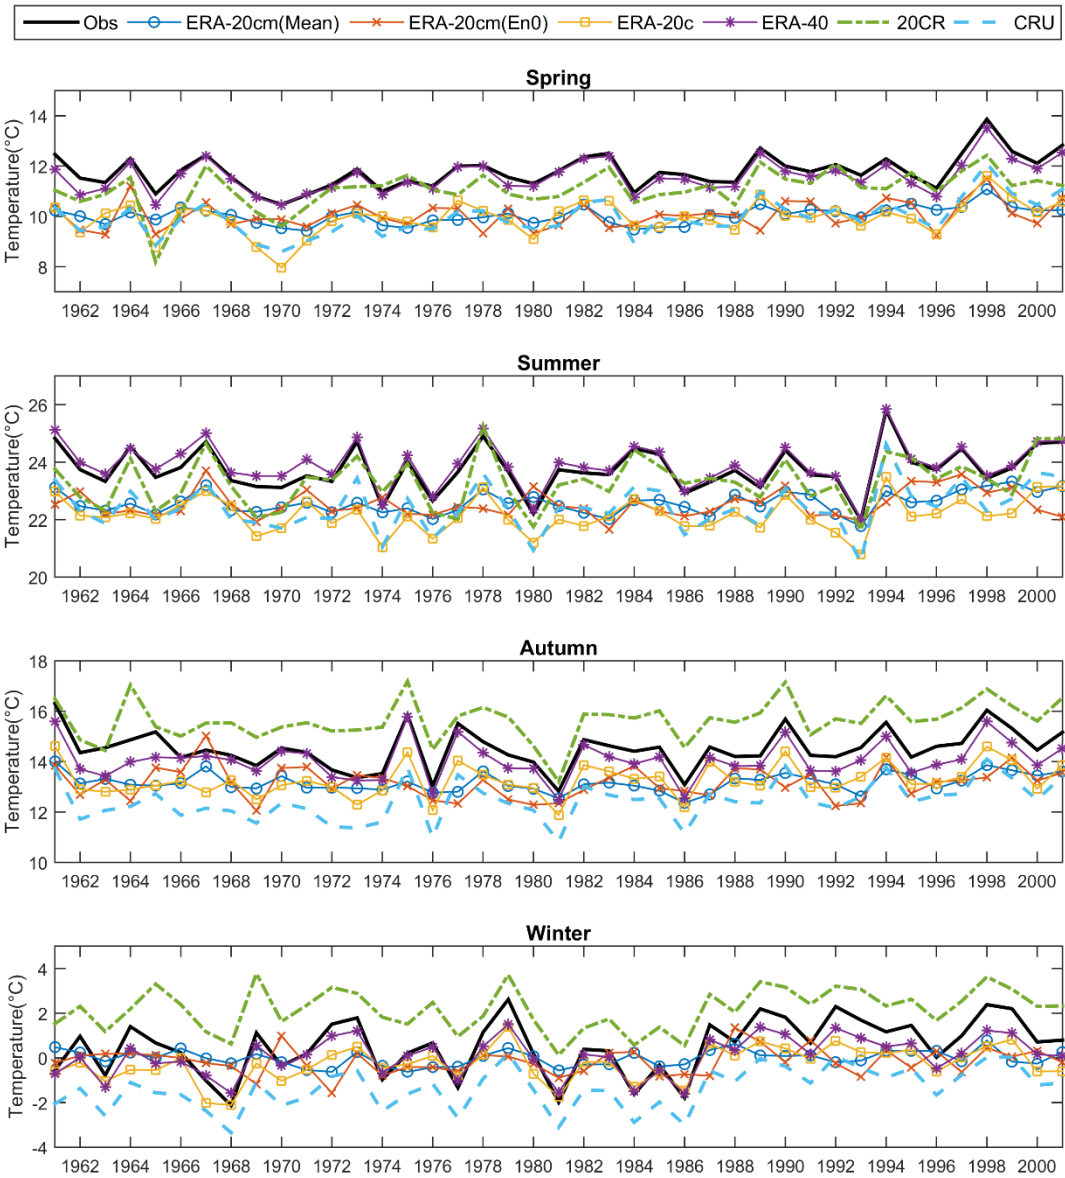 Obs ERA-20cm(Mean) ERA-20cm(En0) ERA-20c ERA-40 20CR CRU
Spring
Temperature(°C)
14
12
10
8
1962 1964 1966 1968 1970 1972 1974 1976 1978 1980 1982 1984 1986 1988 1990 1992 1994 1996 1998 2000
Summer
Temperature(°C)
26
24
22
20
1962 1964 1966 1968 1970 1972 1974 1976 1978 1980 1982 1984 1986 1988 1990 1992 1994 1996 1998 2000
Autumn
Temperature(°C)
18
16
14
12
10
1962 1964 1966 1968 1970 1972 1974 1976 1978 1980 1982 1984 1986 1988 1990 1992 1994 1996 1998 2000
Winter
Temperature(°C)
4
2
0
-2
-4
1962 1964 1966 1968 1970 1972 1974 1976 1978 1980 1982 1984 1986 1988 1990 1992 1994 1996 1998 2000